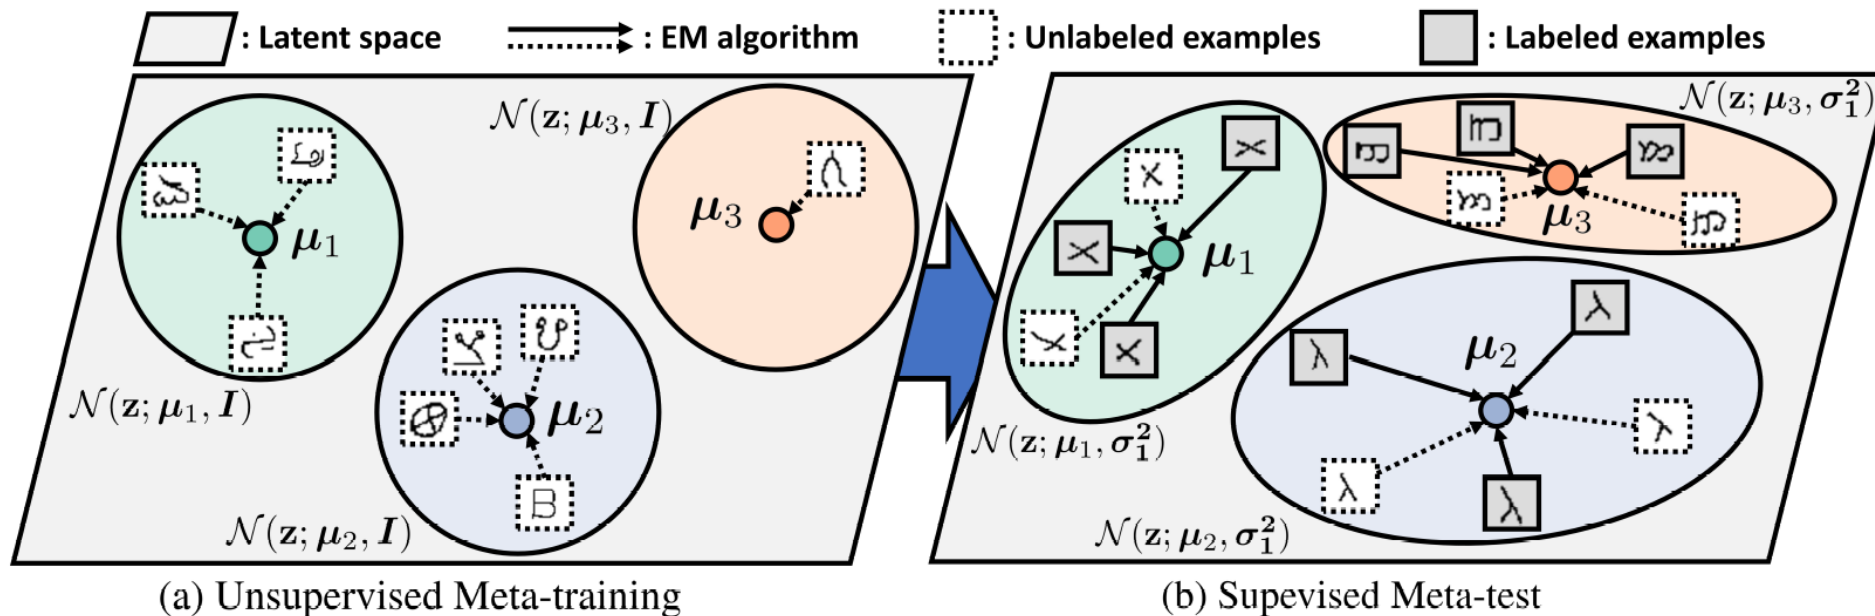 : Latent space : EM algorithm : Unlabeled examples : Labeled examples
𝒩(z; μ₃, I)
μ₃
μ₁
𝒩(z; μ₁, I)
μ₂
B
𝒩(z; μ₂, I)
(a) Unsupervised Meta-training
𝒩(z; μ₃, σ₁²)
μ₃
μ₁
𝒩(z; μ₁, σ₁²)
μ₂
𝒩(z; μ₂, σ₁²)
(b) Supevised Meta-test